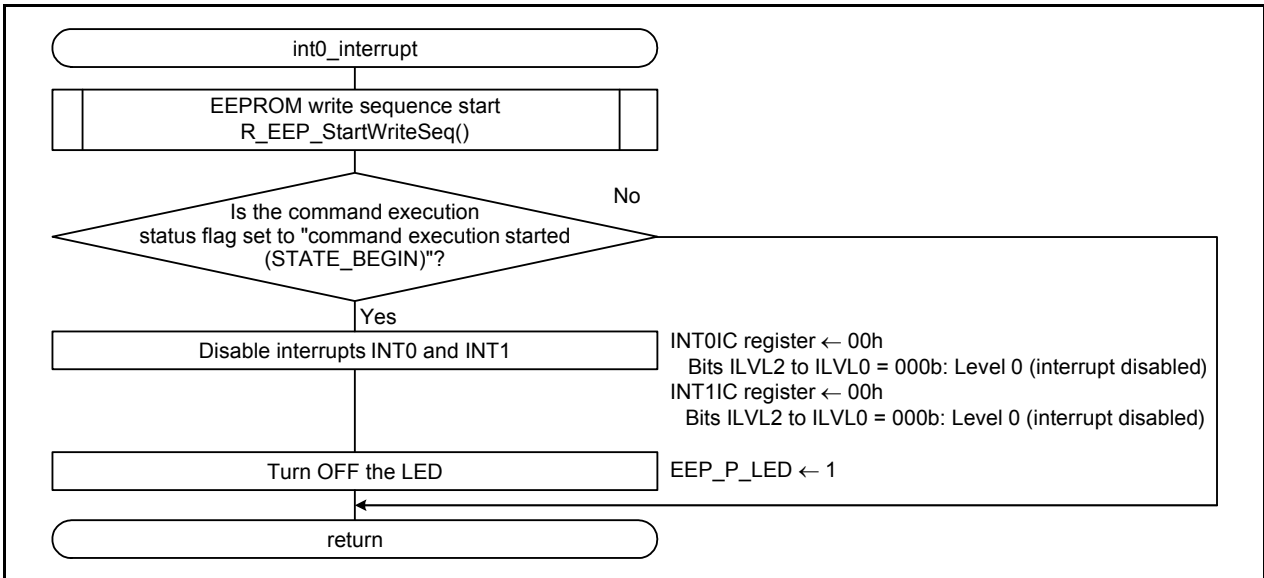 int0_interrupt
EEPROM write sequence start
R_EEP_StartWriteSeq()
No
Is the command execution
status flag set to "command execution started
(STATE_BEGIN)"?
Yes
Disable interrupts INT0 and INT1
INT0IC register ← 00h
Bits ILVL2 to ILVL0 = 000b: Level 0 (interrupt disabled)
INT1IC register ← 00h
Bits ILVL2 to ILVL0 = 000b: Level 0 (interrupt disabled)
Turn OFF the LED
EEP_P_LED ← 1
return